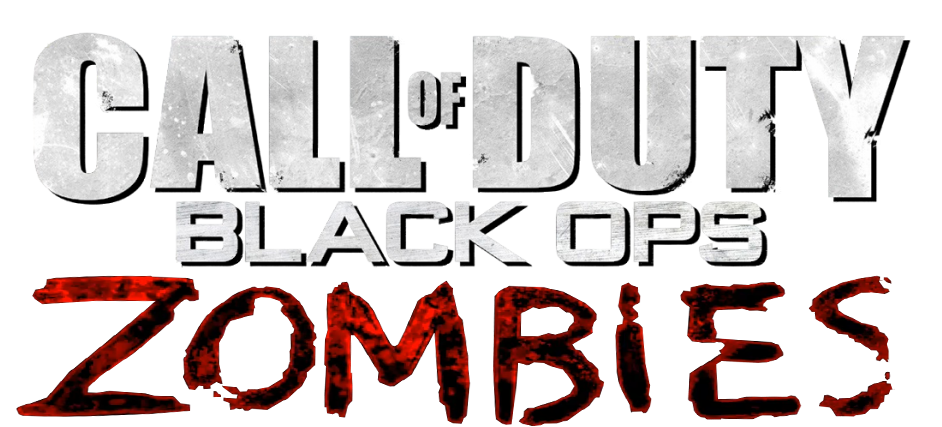 CALL OF DUTY
BLACK OPS
ZOMBIES